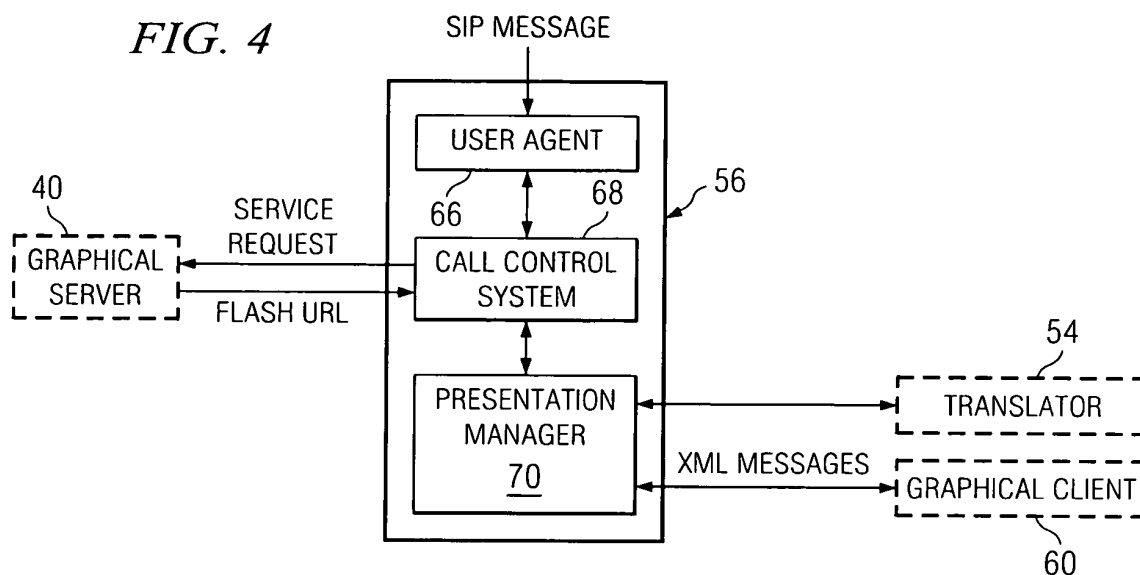 FIG. 4
SIP MESSAGE
USER AGENT
66
68
56
40
SERVICE
REQUEST
GRAPHICAL
SERVER
CALL CONTROL
SYSTEM
FLASH URL
54
PRESENTATION
MANAGER
70
TRANSLATOR
XML MESSAGES
GRAPHICAL CLIENT
60